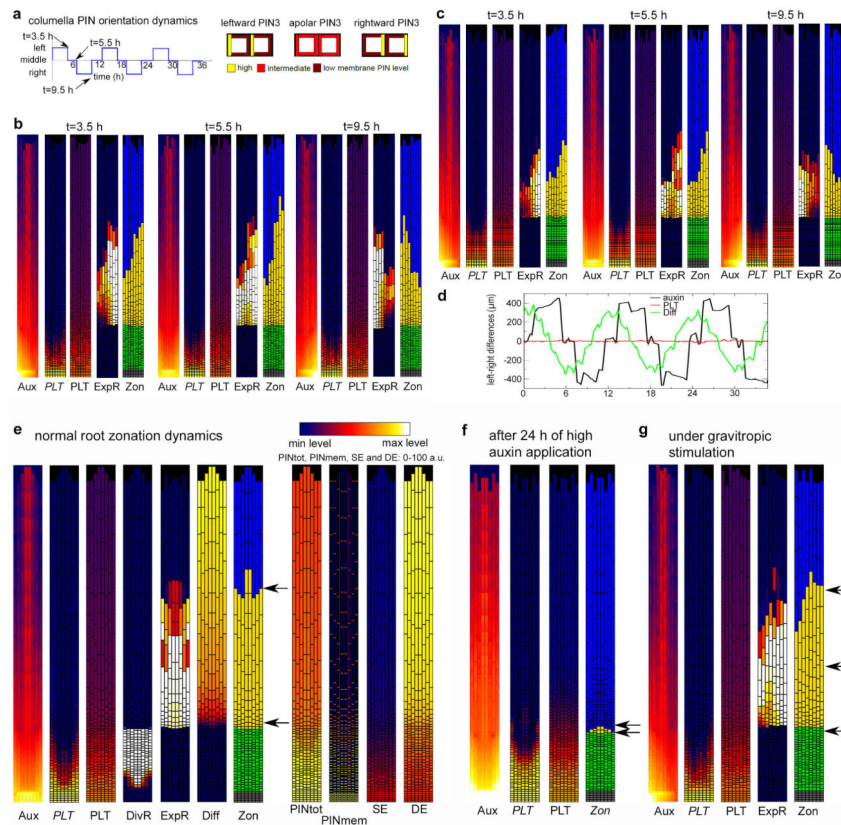 a columella PIN orientation dynamics
t=3.5 h
left
t=5.5 h
middle
right
6 12 18 24 30 36
time (h)
t=9.5 h
leftward PIN3 apolar PIN3 rightward PIN3
high intermediate low membrane PIN level
b
t=3.5 h t=5.5 h t=9.5 h
Aux PLT PLT ExpR Zon Aux PLT PLT ExpR Zon Aux PLT PLT ExpR Zon
c
t=3.5 h t=5.5 h t=9.5 h
Aux PLT PLT ExpR Zon Aux PLT PLT ExpR Zon Aux PLT PLT ExpR Zon
d
left-right differences (µm)
400
200
0
-200
-400
auxin
PLT
Diff
0 6 12 18 24 30
e normal root zonation dynamics
min level max level
PINtot, PINmem, SE and DE: 0-100 a.u.
Aux PLT PLT DivR ExpR Diff Zon PINtot PINmem SE DE
f after 24 h of high
auxin application
Aux PLT PLT Zon
g under gravitropic
stimulation
Aux PLT PLT ExpR Zon